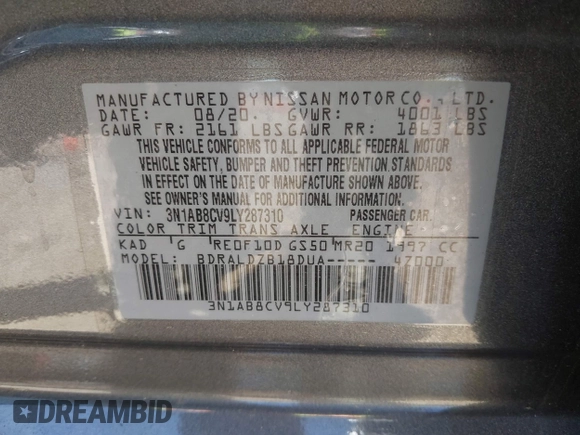 MANUFACTURED BY NISSAN MOTOR CO., LTD.
DATE: 08/20. GVWR: 4001 LBS
GAWR FR: 2161 LBS GAWR RR: 1863 LBS
THIS VEHICLE CONFORMS TO ALL APPLICABLE FEDERAL MOTOR
VEHICLE SAFETY, BUMPER AND THEFT PREVENTION STANDARDS
IN EFFECT ON THE DATE OF MANUFACTURE SHOWN ABOVE.
SEE OWNER'S MANUAL FOR ADDITIONAL INFORMATION.
VIN: 3N1AB8CV9LY287310 PASSENGER CAR
COLOR TRIM TRANS AXLE ENGINE
KAD G RE0F10D GS50 MR20 1997 CC
MODEL: BDRALDZB18DUA----- 47000
3N1AB8CV9LY287310
DREAMBID